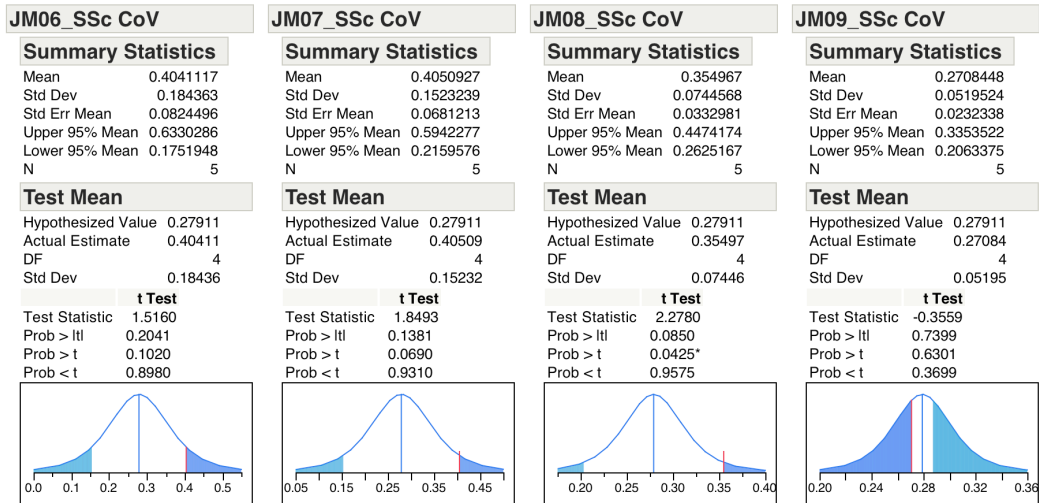 JM06_SSc CoV
Summary Statistics
Mean 0.4041117
Std Dev 0.184363
Std Err Mean 0.0824496
Upper 95% Mean 0.6330286
Lower 95% Mean 0.1751948
N 5
Test Mean
Hypothesized Value 0.27911
Actual Estimate 0.40411
DF 4
Std Dev 0.18436
t Test
Test Statistic 1.5160
Prob > |t| 0.2041
Prob > t 0.1020
Prob < t 0.8980
0.0 0.1 0.2 0.3 0.4 0.5
JM07_SSc CoV
Summary Statistics
Mean 0.4050927
Std Dev 0.1523239
Std Err Mean 0.0681213
Upper 95% Mean 0.5942277
Lower 95% Mean 0.2159576
N 5
Test Mean
Hypothesized Value 0.27911
Actual Estimate 0.40509
DF 4
Std Dev 0.15232
t Test
Test Statistic 1.8493
Prob > |t| 0.1381
Prob > t 0.0690
Prob < t 0.9310
0.05 0.15 0.25 0.35 0.45
JM08_SSc CoV
Summary Statistics
Mean 0.354967
Std Dev 0.0744568
Std Err Mean 0.0332981
Upper 95% Mean 0.4474174
Lower 95% Mean 0.2625167
N 5
Test Mean
Hypothesized Value 0.27911
Actual Estimate 0.35497
DF 4
Std Dev 0.07446
t Test
Test Statistic 2.2780
Prob > |t| 0.0850
Prob > t 0.0425*
Prob < t 0.9575
0.20 0.25 0.30 0.35 0.40
JM09_SSc CoV
Summary Statistics
Mean 0.2708448
Std Dev 0.0519524
Std Err Mean 0.0232338
Upper 95% Mean 0.3353522
Lower 95% Mean 0.2063375
N 5
Test Mean
Hypothesized Value 0.27911
Actual Estimate 0.27084
DF 4
Std Dev 0.05195
t Test
Test Statistic -0.3559
Prob > |t| 0.7399
Prob > t 0.6301
Prob < t 0.3699
0.20 0.24 0.28 0.32 0.36